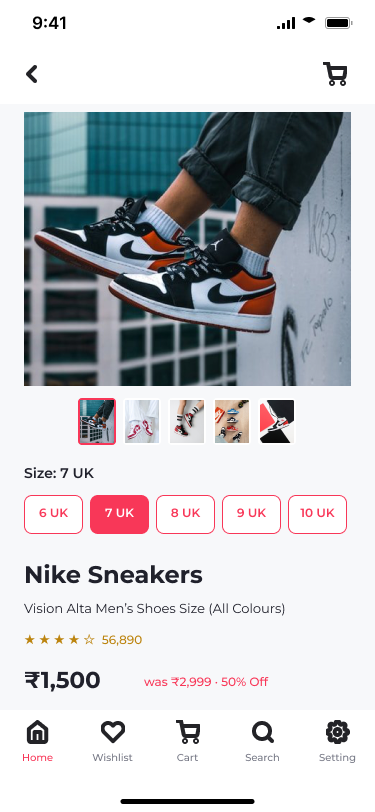 9:41
Size: 7 UK
6 UK
7 UK
8 UK
9 UK
10 UK
Nike Sneakers
Vision Alta Men’s Shoes Size (All Colours)
★★★★☆ 56,890
₹1,500
was ₹2,999 · 50% Off
Home
Wishlist
Cart
Search
Setting